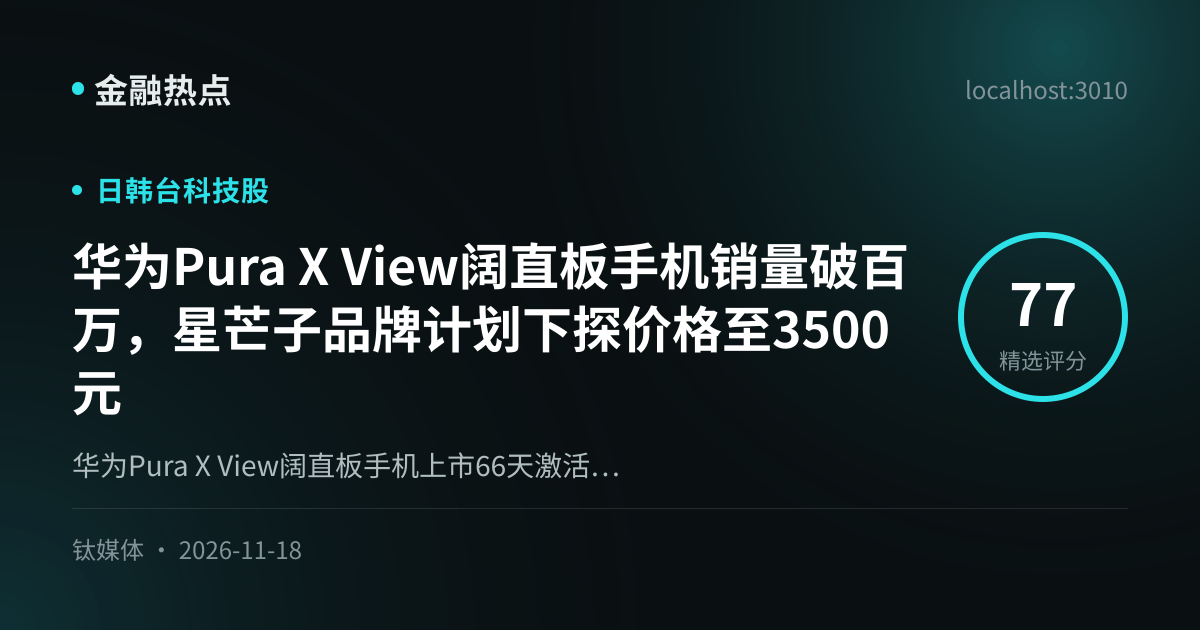 金融热点
localhost:3010
日韩台科技股
华为Pura X View阔直板手机销量破百
万，星芒子品牌计划下探价格至3500
元
77
精选评分
华为Pura X View阔直板手机上市66天激活…
钛媒体 · 2026-11-18